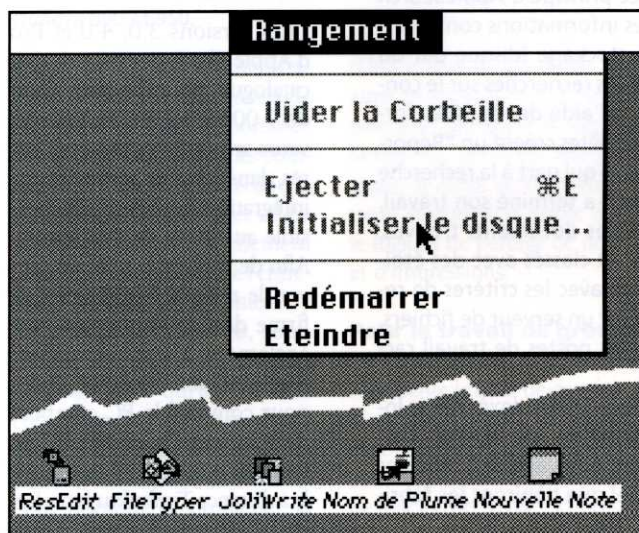 Rangement
Vider la Corbeille
Ejecter ⌘E
Initialiser le disque...
Redémarrer
Eteindre
ResEdit FileTyper JoliWrite Nom de Plume Nouvelle Note